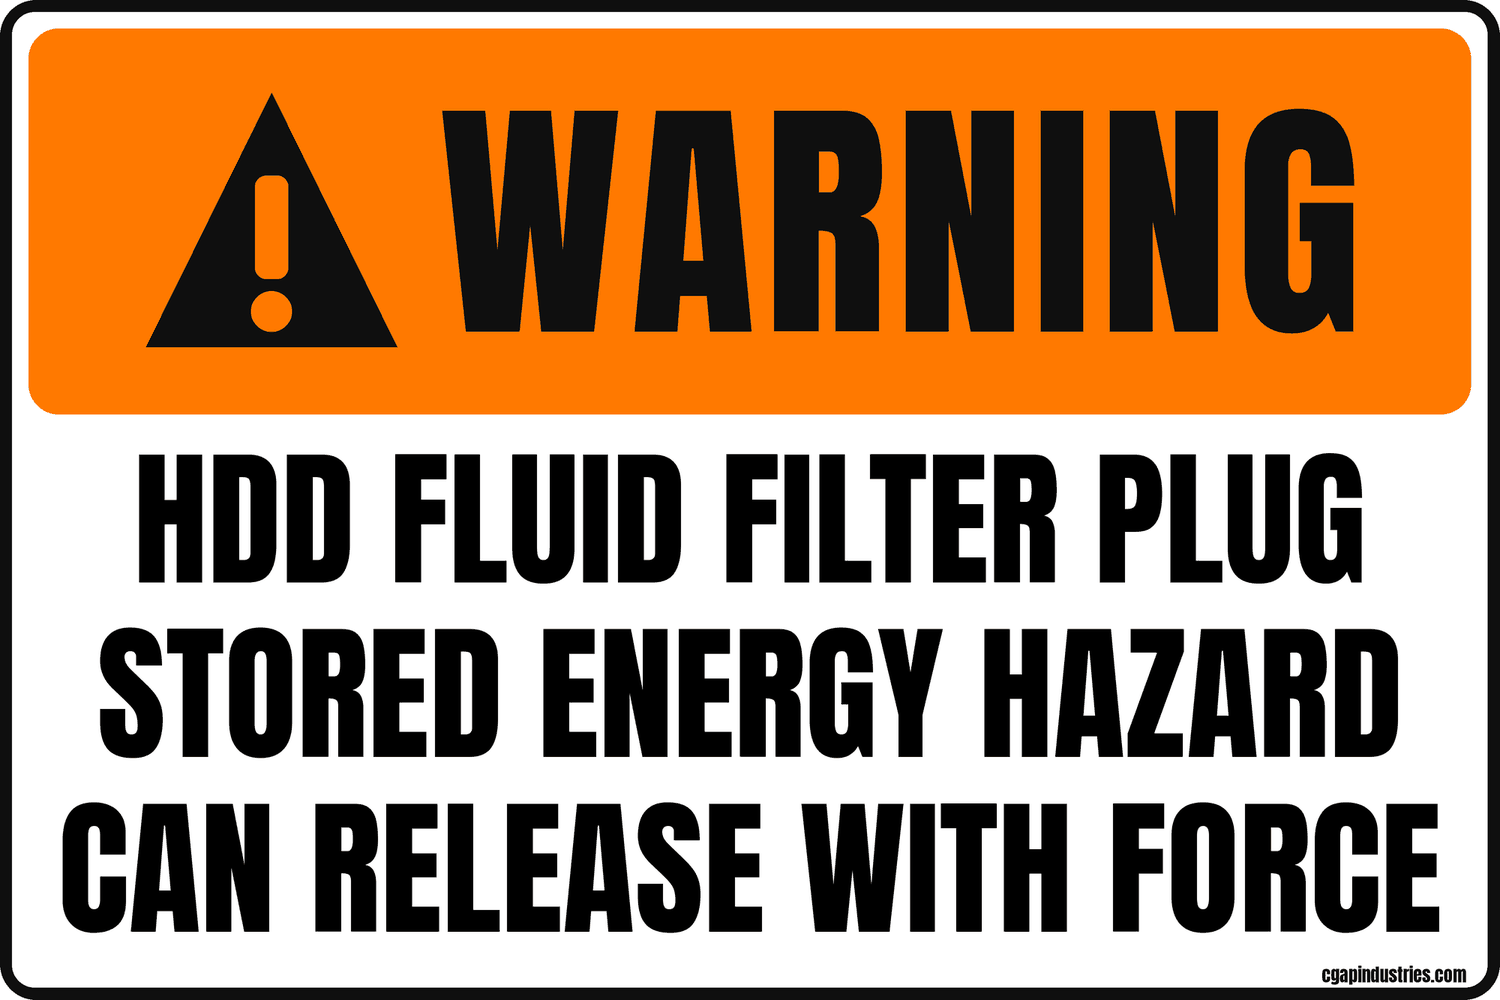 WARNING
HDD FLUID FILTER PLUG
STORED ENERGY HAZARD
CAN RELEASE WITH FORCE
cgapindustries.com